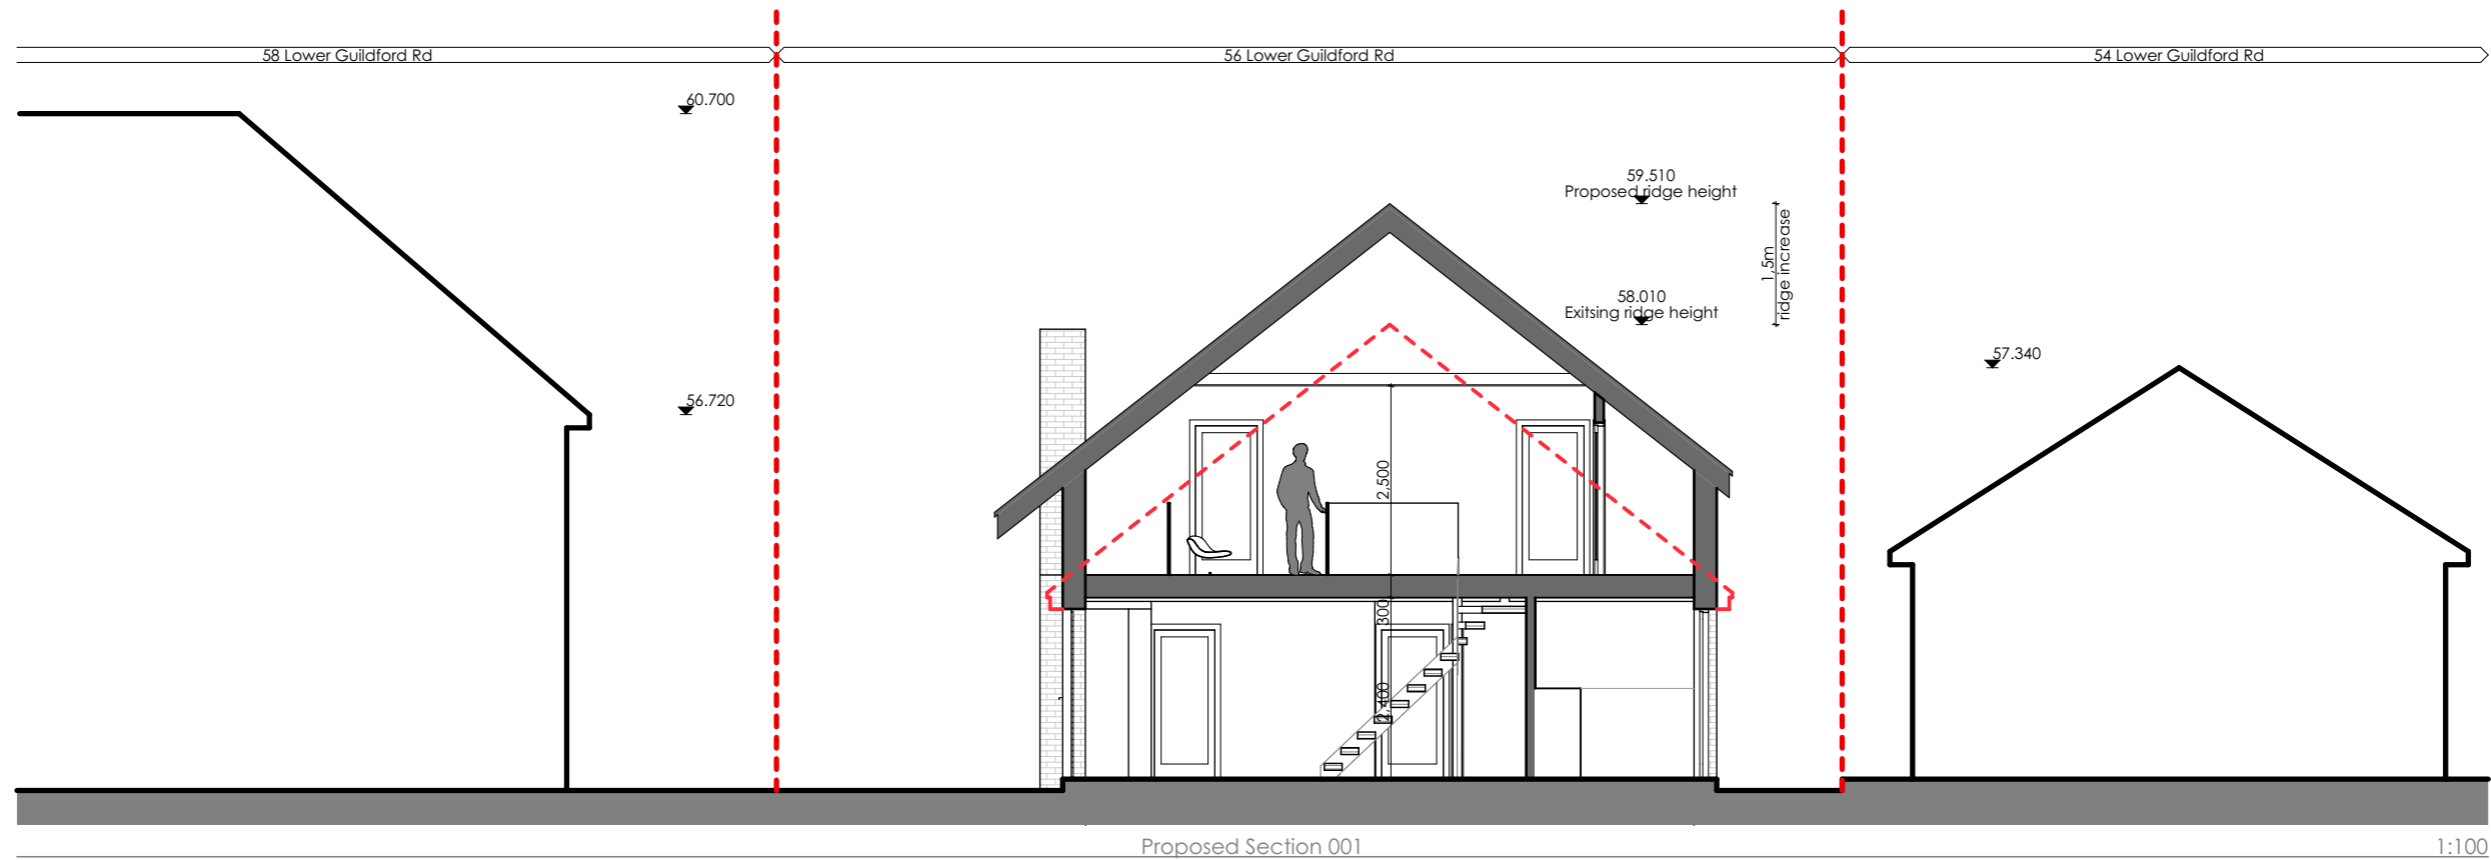 58 Lower Guildford Rd
56 Lower Guildford Rd
54 Lower Guildford Rd
60.700
59.510
Proposed ridge height
1,5m
ridge increase
58.010
Exitsing ridge height
57.340
56.720
2,500
300
2,400
Proposed Section 001
1:100